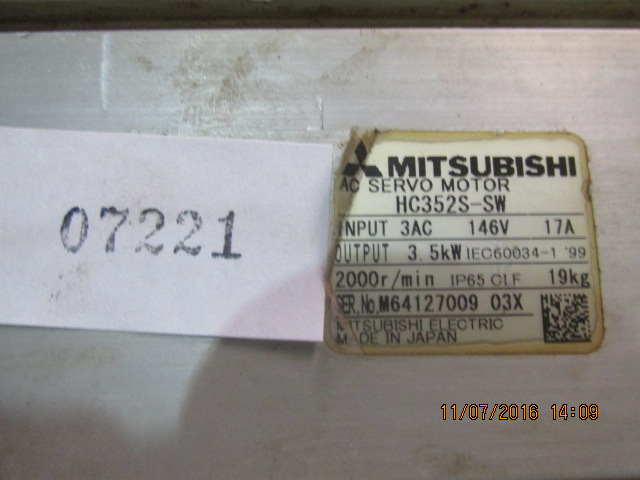 07221
MITSUBISHI
AC SERVO MOTOR
HC352S-SW
INPUT 3AC 146V 17A
OUTPUT 3.5kW IEC60034-1 '99
2000r/min IP65 Cl.F 19kg
SER.No.M64127009 03X
MITSUBISHI ELECTRIC
MADE IN JAPAN
11/07/2016 14:09